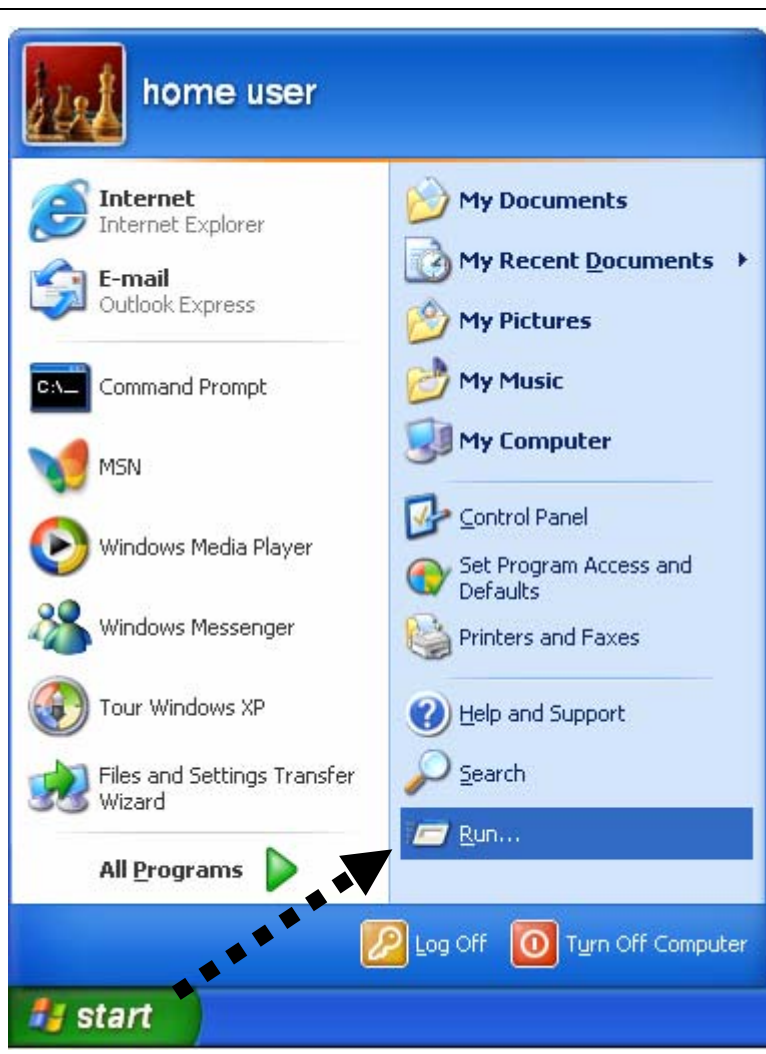 home user
Internet
Internet Explorer
E-mail
Outlook Express
C:\_
Command Prompt
MSN
Windows Media Player
Windows Messenger
Tour Windows XP
Files and Settings Transfer
Wizard
All Programs
My Documents
My Recent Documents
My Pictures
My Music
My Computer
Control Panel
Set Program Access and
Defaults
Printers and Faxes
Help and Support
Search
Run...
Log Off
Turn Off Computer
start